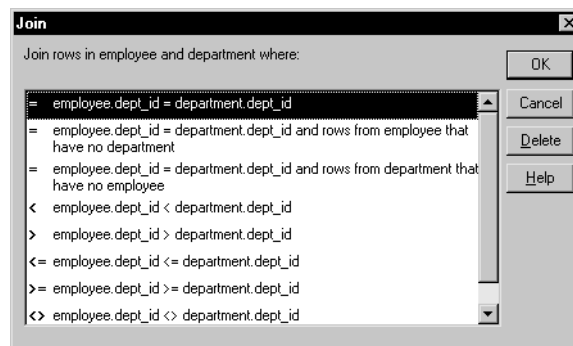 Join
Join rows in employee and department where:
OK
Cancel
Delete
Help
= employee.dept_id = department.dept_id
= employee.dept_id = department.dept_id and rows from employee that
have no department
= employee.dept_id = department.dept_id and rows from department that
have no employee
< employee.dept_id < department.dept_id
> employee.dept_id > department.dept_id
<= employee.dept_id <= department.dept_id
>= employee.dept_id >= department.dept_id
<> employee.dept_id <> department.dept_id